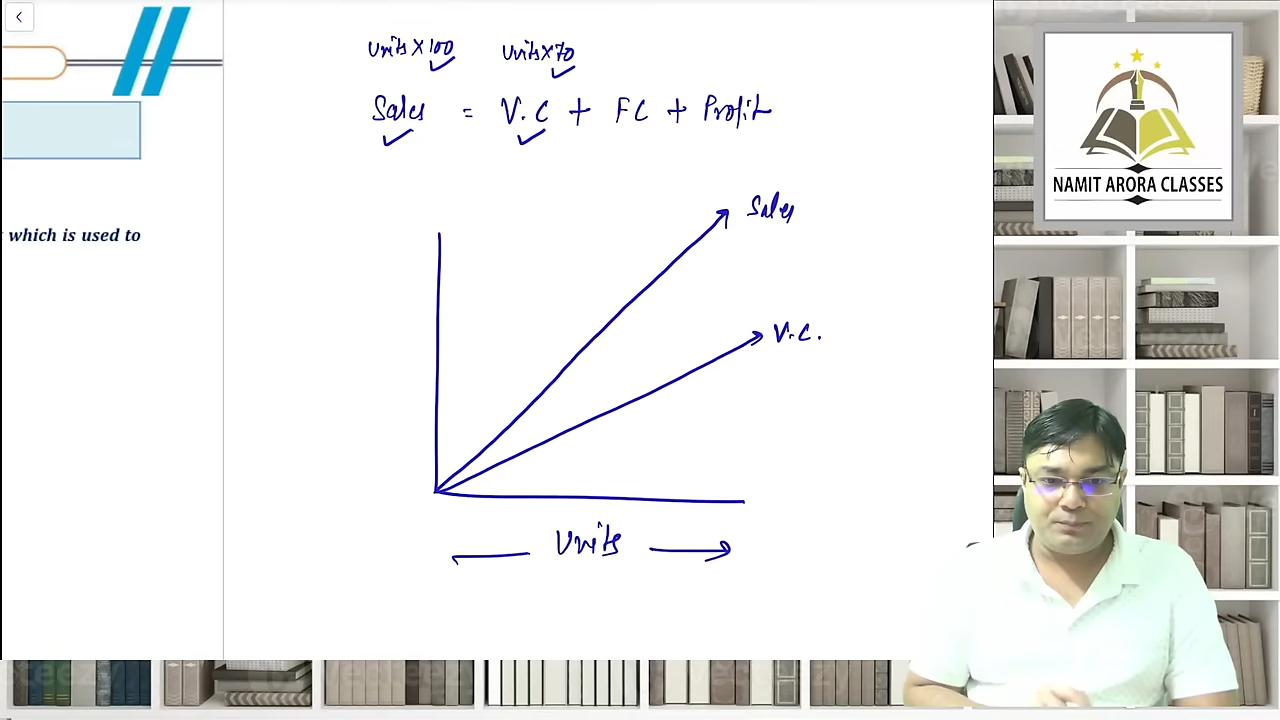 Units X 100 Units X 70
Sales = V.C + FC + Profit
which is used to
Sales
V.C.
Units
NAMIT ARORA CLASSES